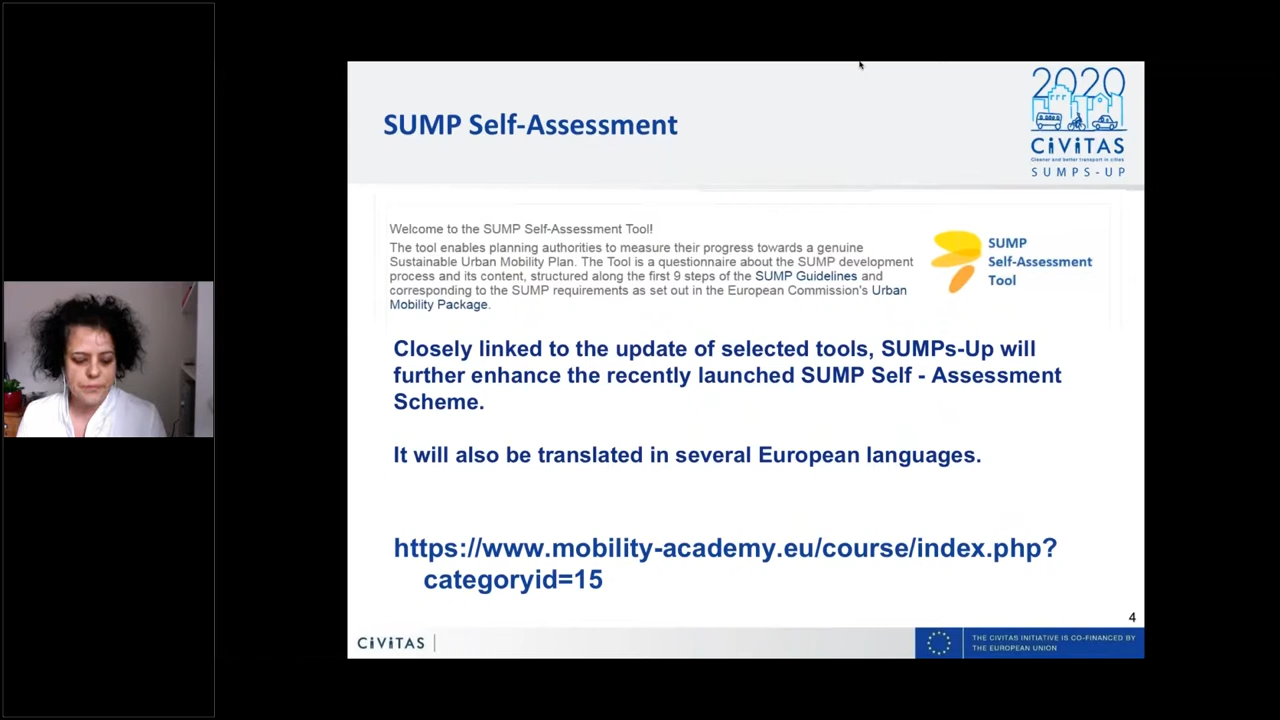 SUMP Self-Assessment
2020
CiViTAS
Cleaner and better transport in cities
SUMPS-UP
Welcome to the SUMP Self-Assessment Tool!
The tool enables planning authorities to measure their progress towards a genuine
Sustainable Urban Mobility Plan. The Tool is a questionnaire about the SUMP development
process and its content, structured along the first 9 steps of the SUMP Guidelines and
corresponding to the SUMP requirements as set out in the European Commission's Urban
Mobility Package.
SUMP
Self-Assessment
Tool
Closely linked to the update of selected tools, SUMPs-Up will
further enhance the recently launched SUMP Self - Assessment
Scheme.
It will also be translated in several European languages.
https://www.mobility-academy.eu/course/index.php?
categoryid=15
4
CiViTAS
THE CIVITAS INITIATIVE IS CO-FINANCED BY
THE EUROPEAN UNION